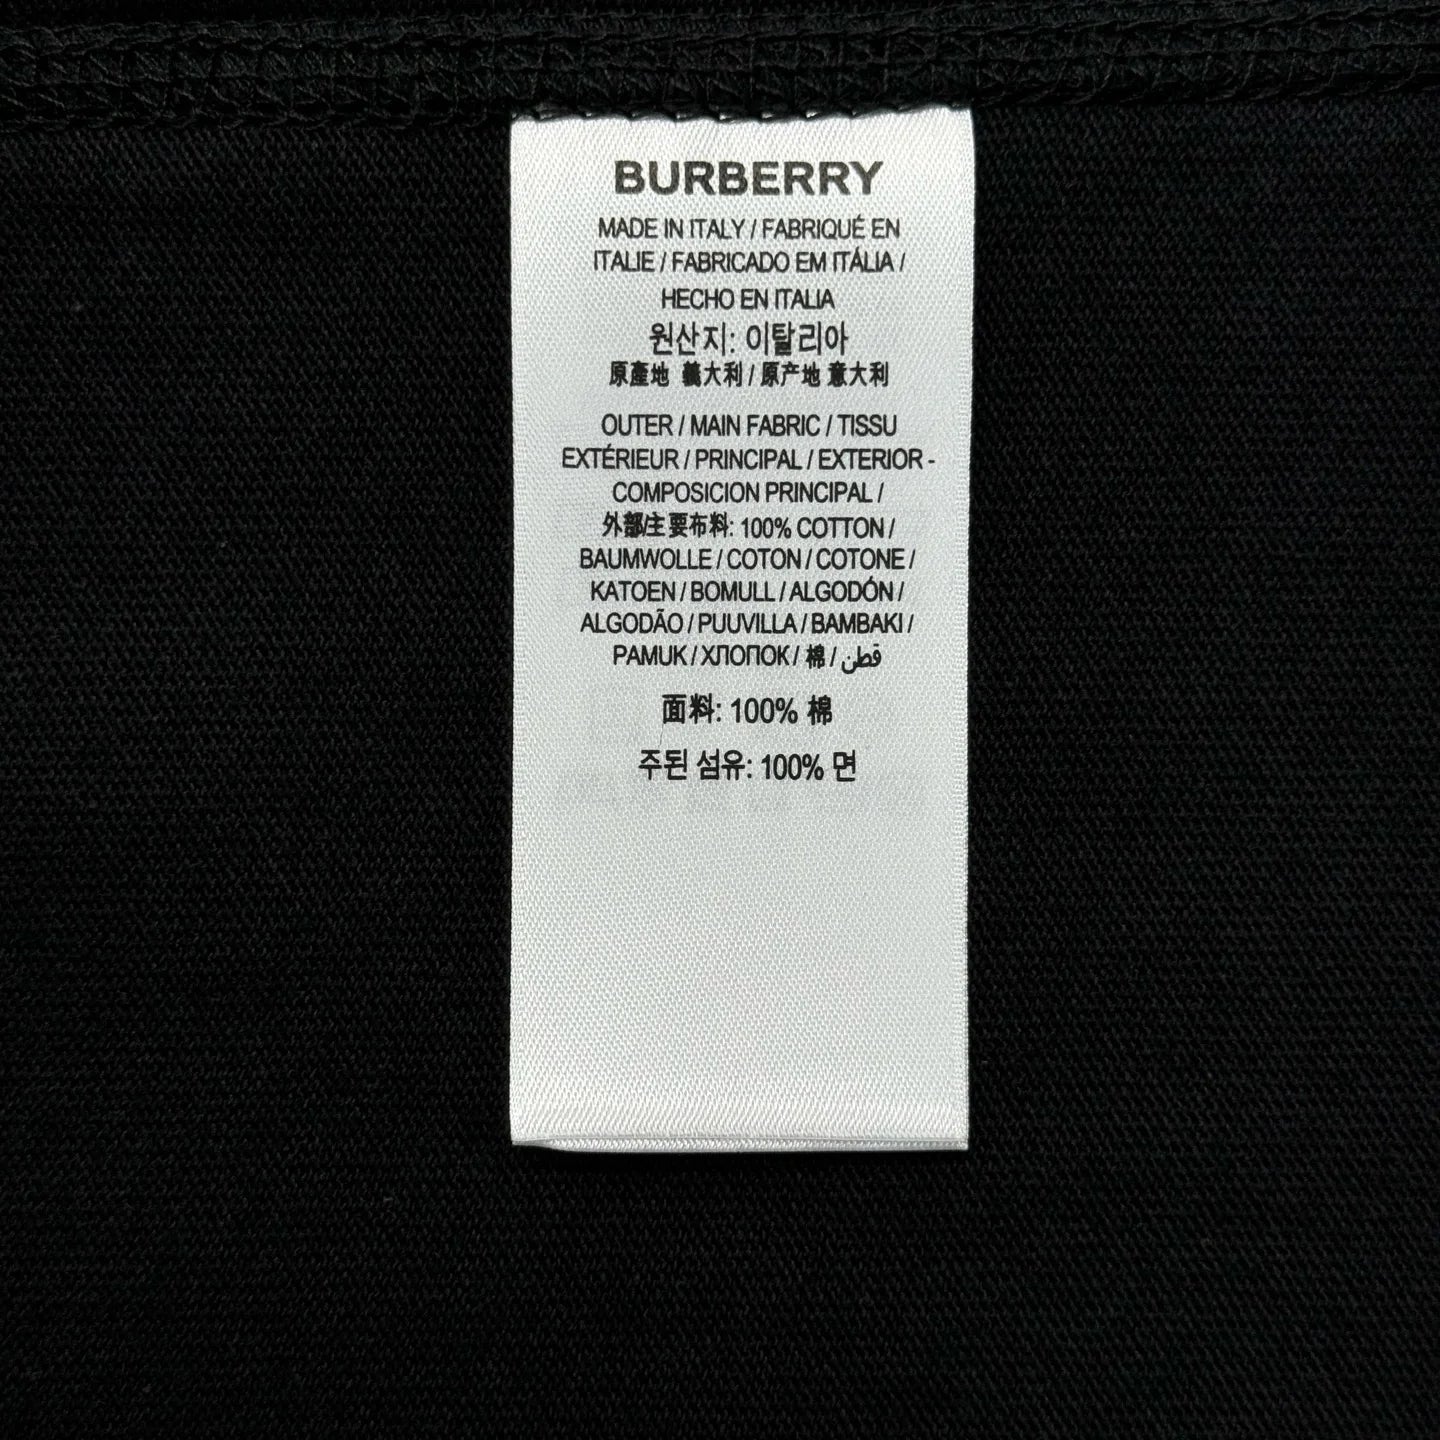 BURBERRY
MADE IN ITALY / FABRIQUÉ EN
ITALIE / FABRICADO EM ITÁLIA /
HECHO EN ITALIA
원산지: 이탈리아
原產地 義大利 / 原产地 意大利
OUTER / MAIN FABRIC / TISSU
EXTÉRIEUR / PRINCIPAL / EXTERIOR -
COMPOSICION PRINCIPAL /
外部/主要布料: 100% COTTON /
BAUMWOLLE / COTON / COTONE /
KATOEN / BOMULL / ALGODÓN /
ALGODÃO / PUUVILLA / BAMBAKI /
PAMUK / ХЛОПОК / 棉 / قطن
面料: 100% 棉
주된 섬유: 100% 면